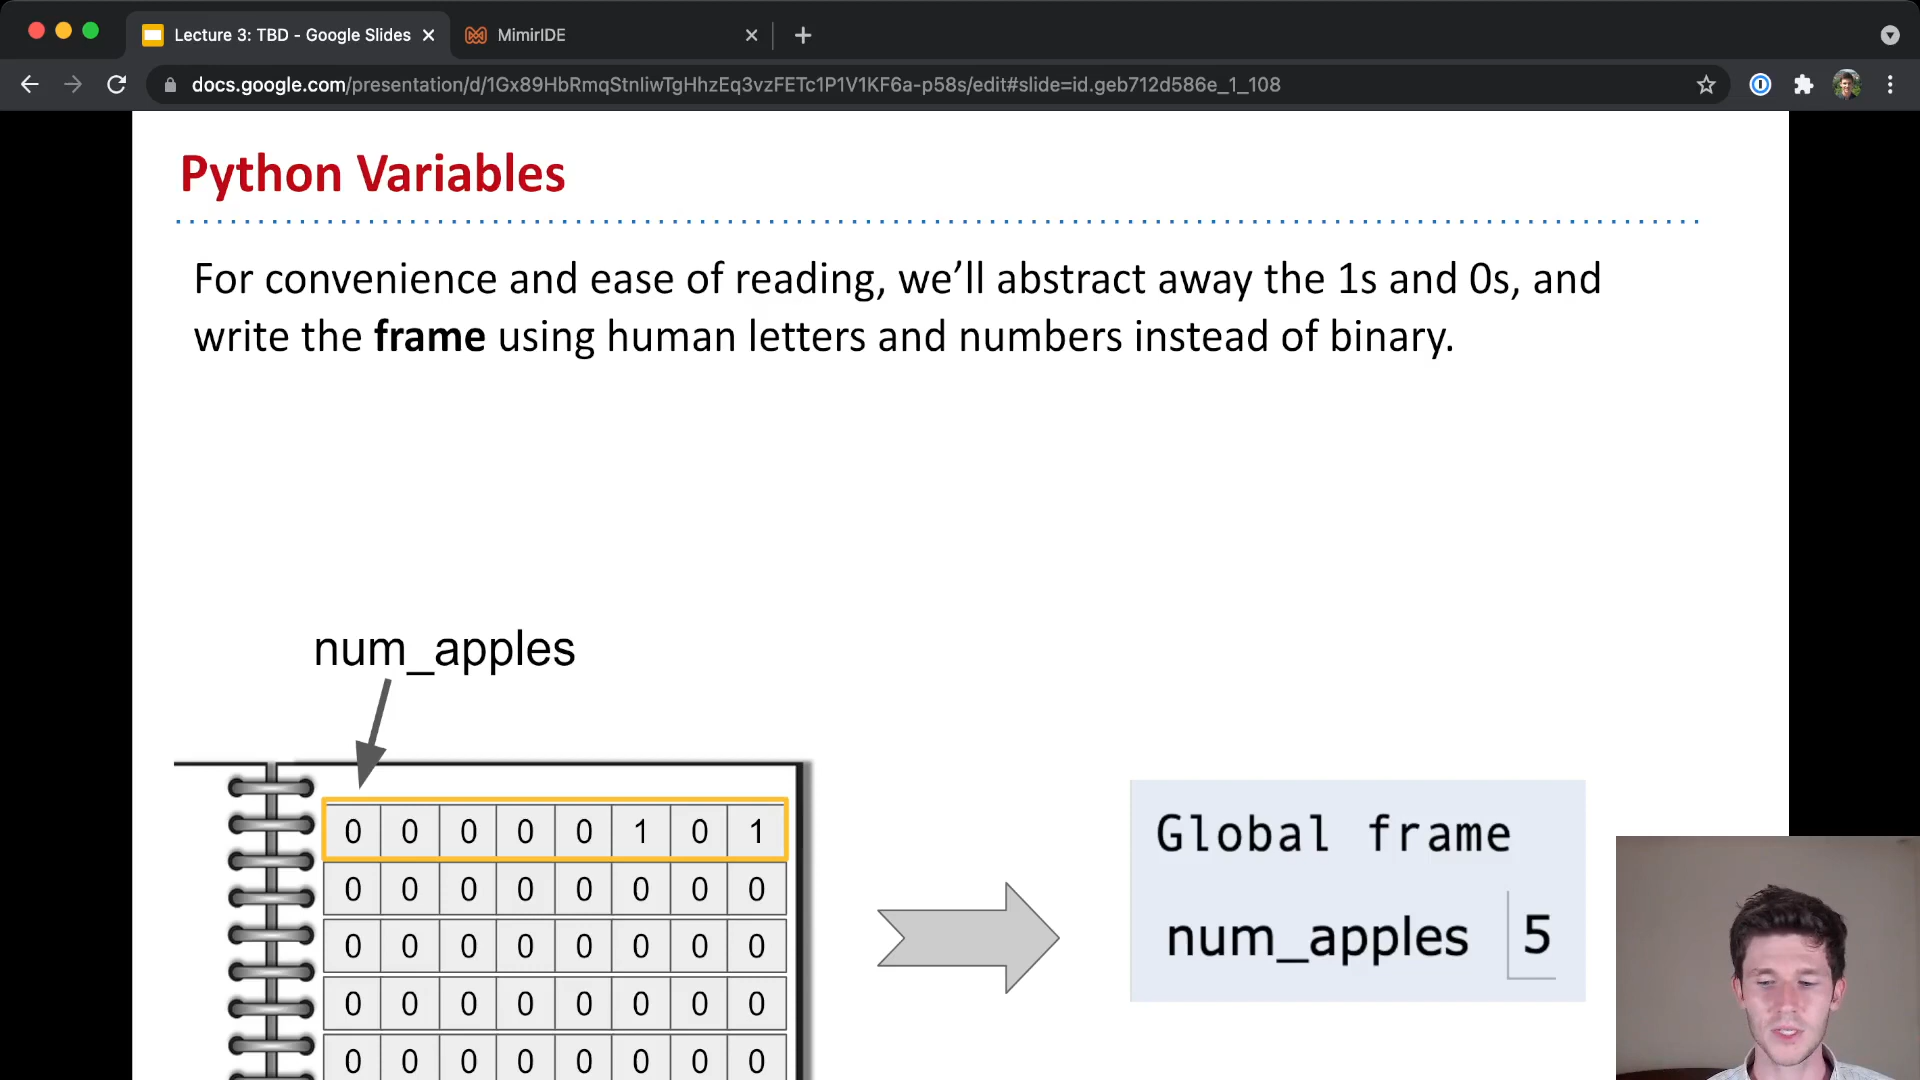 Lecture 3: TBD - Google Slides
MimirIDE
docs.google.com/presentation/d/1Gx89HbRmqStnIiwTgHhzEq3vzFETc1P1V1KF6a-p58s/edit#slide=id.geb712d586e_1_108
Python Variables
For convenience and ease of reading, we’ll abstract away the 1s and 0s, and
write the frame using human letters and numbers instead of binary.
num_apples
0 0 0 0 0 1 0 1
0 0 0 0 0 0 0 0
0 0 0 0 0 0 0 0
0 0 0 0 0 0 0 0
0 0 0 0 0 0 0 0
Global frame
num_apples 5